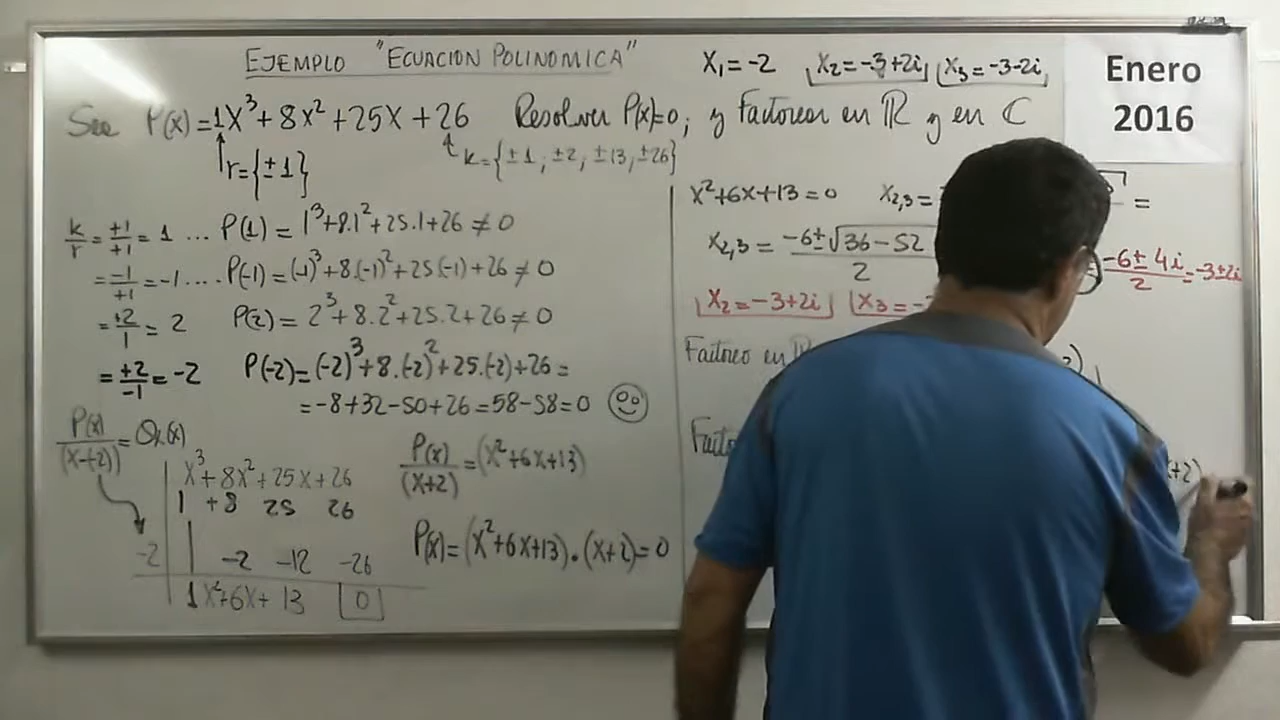 EJEMPLO "ECUACION POLINOMICA"
X₁=-2 X₂=-3+2i X₃=-3-2i
Enero
2016
Sea P(x)=1X³+8X²+25X+26 Resolver P(x)=0; y Factorear en ℝ y en ℂ
r={±1}
k={±1; ±2; ±13; ±26}
k/r = +1/+1 = 1 ... P(1) = 1³+8.1²+25.1+26 ≠ 0
= -1/+1 = -1 .... P(-1) = (-1)³+8.(-1)²+25(-1)+26 ≠ 0
= +2/1 = 2 P(2) = 2³+8.2²+25.2+26 ≠ 0
= +2/-1 = -2 P(-2) = (-2)³+8.(-2)²+25.(-2)+26 =
= -8+32-50+26=58-58=0
P(x)/(x-(-2)) =
X³+8X²+25X+26
1 +8 25 26
-2
-2 -12 -26
1X²+6X+13 0
P(x)/(X+2) = (X²+6X+13)
P(x)=(X²+6X+13).(X+2)=0
X²+6X+13=0 X₂,₃=
=
X₂,₃ = -6±√36-52
2
-6±4i/2 = -3±2i
X₂=-3+2i X₃=-
Factoreo en ℝ
2)
+2)